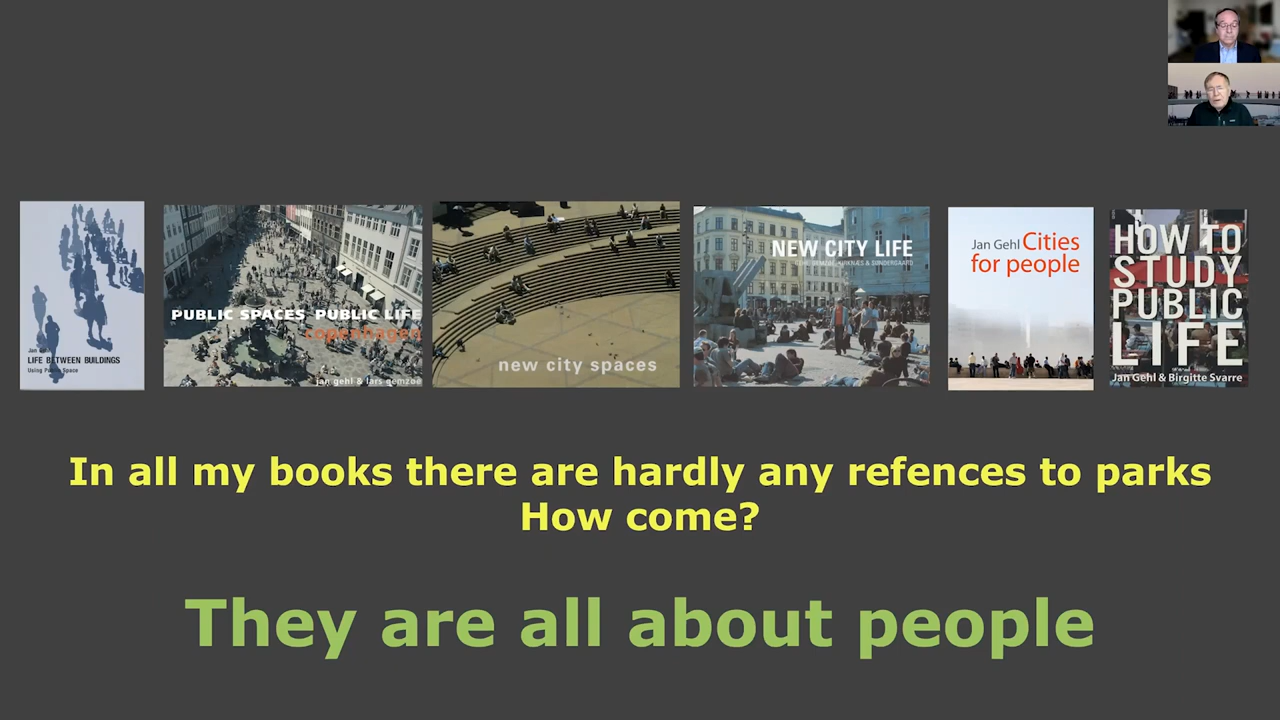 Jan Gehl
LIFE BETWEEN BUILDINGS
Using Public Space
PUBLIC SPACES PUBLIC LIFE
copenhagen
jan gehl & lars gemzøe
new city spaces
NEW CITY LIFE
Jan Gehl Cities
for people
HOW TO
STUDY
PUBLIC
LIFE
Jan Gehl & Birgitte Svarre
In all my books there are hardly any refences to parks
How come?
They are all about people